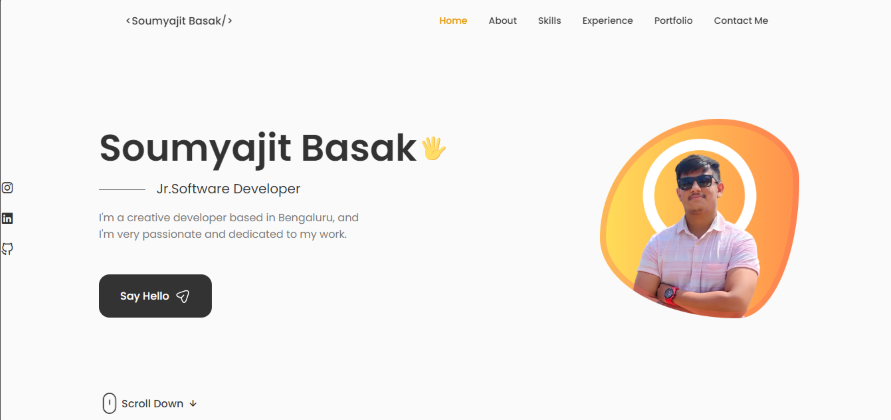 <Soumyajit Basak/>
Home About Skills Experience Portfolio Contact Me
Soumyajit Basak
Jr.Software Developer
I'm a creative developer based in Bengaluru, and
I'm very passionate and dedicated to my work.
Say Hello
Scroll Down